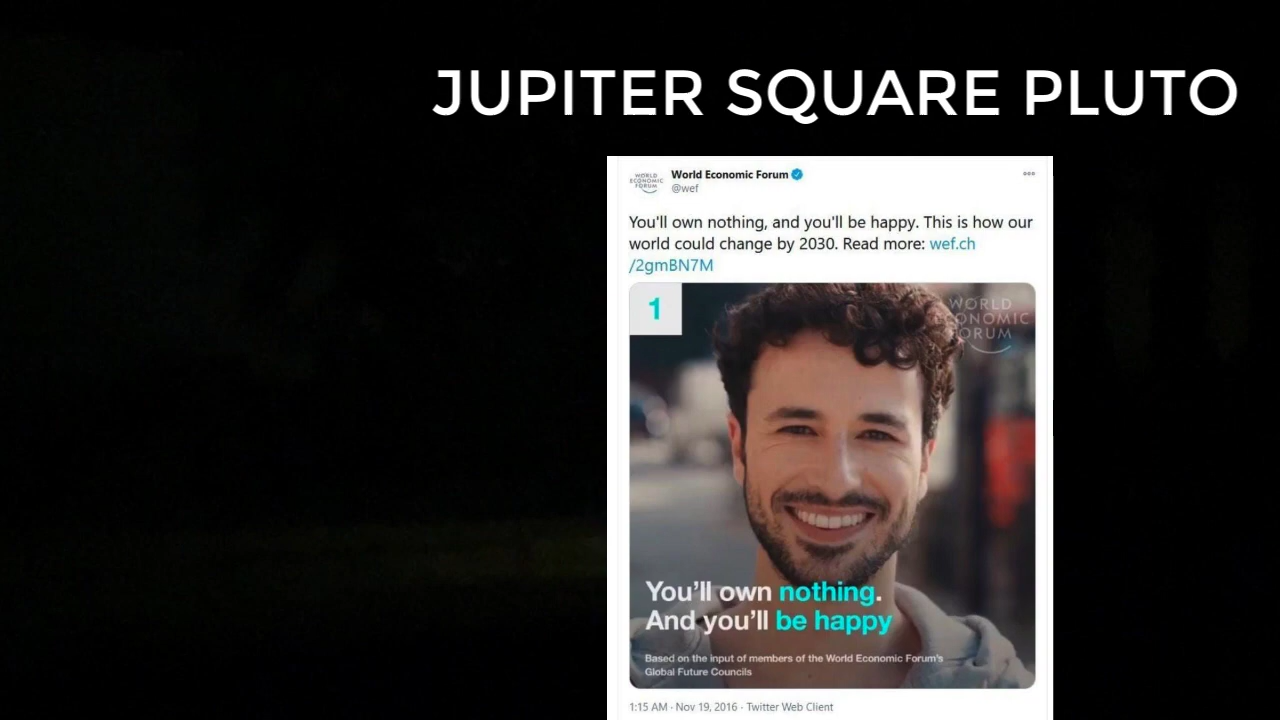 JUPITER SQUARE PLUTO
WORLD
ECONOMIC
FORUM
World Economic Forum
@wef
You'll own nothing, and you'll be happy. This is how our
world could change by 2030. Read more: wef.ch
/2gmBN7M
1
WORLD
ECONOMIC
FORUM
You'll own nothing.
And you'll be happy
Based on the input of members of the World Economic Forum's
Global Future Councils
1:15 AM · Nov 19, 2016 · Twitter Web Client